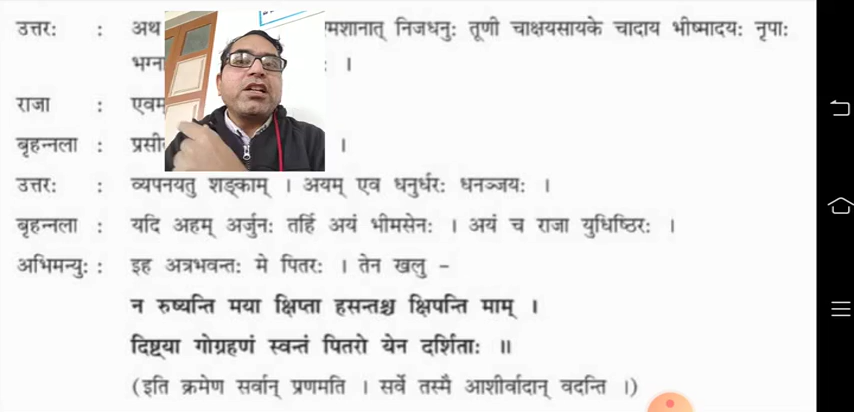 उत्तरः : अथ मशानात् निजधनुः तूणी चाक्षयसायके चादाय भीष्मादयः नृपाः
भग्ना ।
राजा : एवम
बृहन्नला : प्रसी ।
उत्तरः : व्यपनयतु शङ्काम् । अयम् एव धनुर्धरः धनञ्जयः ।
बृहन्नला : यदि अहम् अर्जुनः तर्हि अयं भीमसेनः । अयं च राजा युधिष्ठिरः ।
अभिमन्युः : इह अत्रभवन्तः मे पितरः । तेन खलु –
न रुष्यन्ति मया क्षिप्ता हसन्तश्च क्षिपन्ति माम् ।
दिष्ट्या गोग्रहणं स्वन्तं पितरो येन दर्शिताः ॥
(इति क्रमेण सर्वान् प्रणमति । सर्वे तस्मै आशीर्वादान् वदन्ति ।)